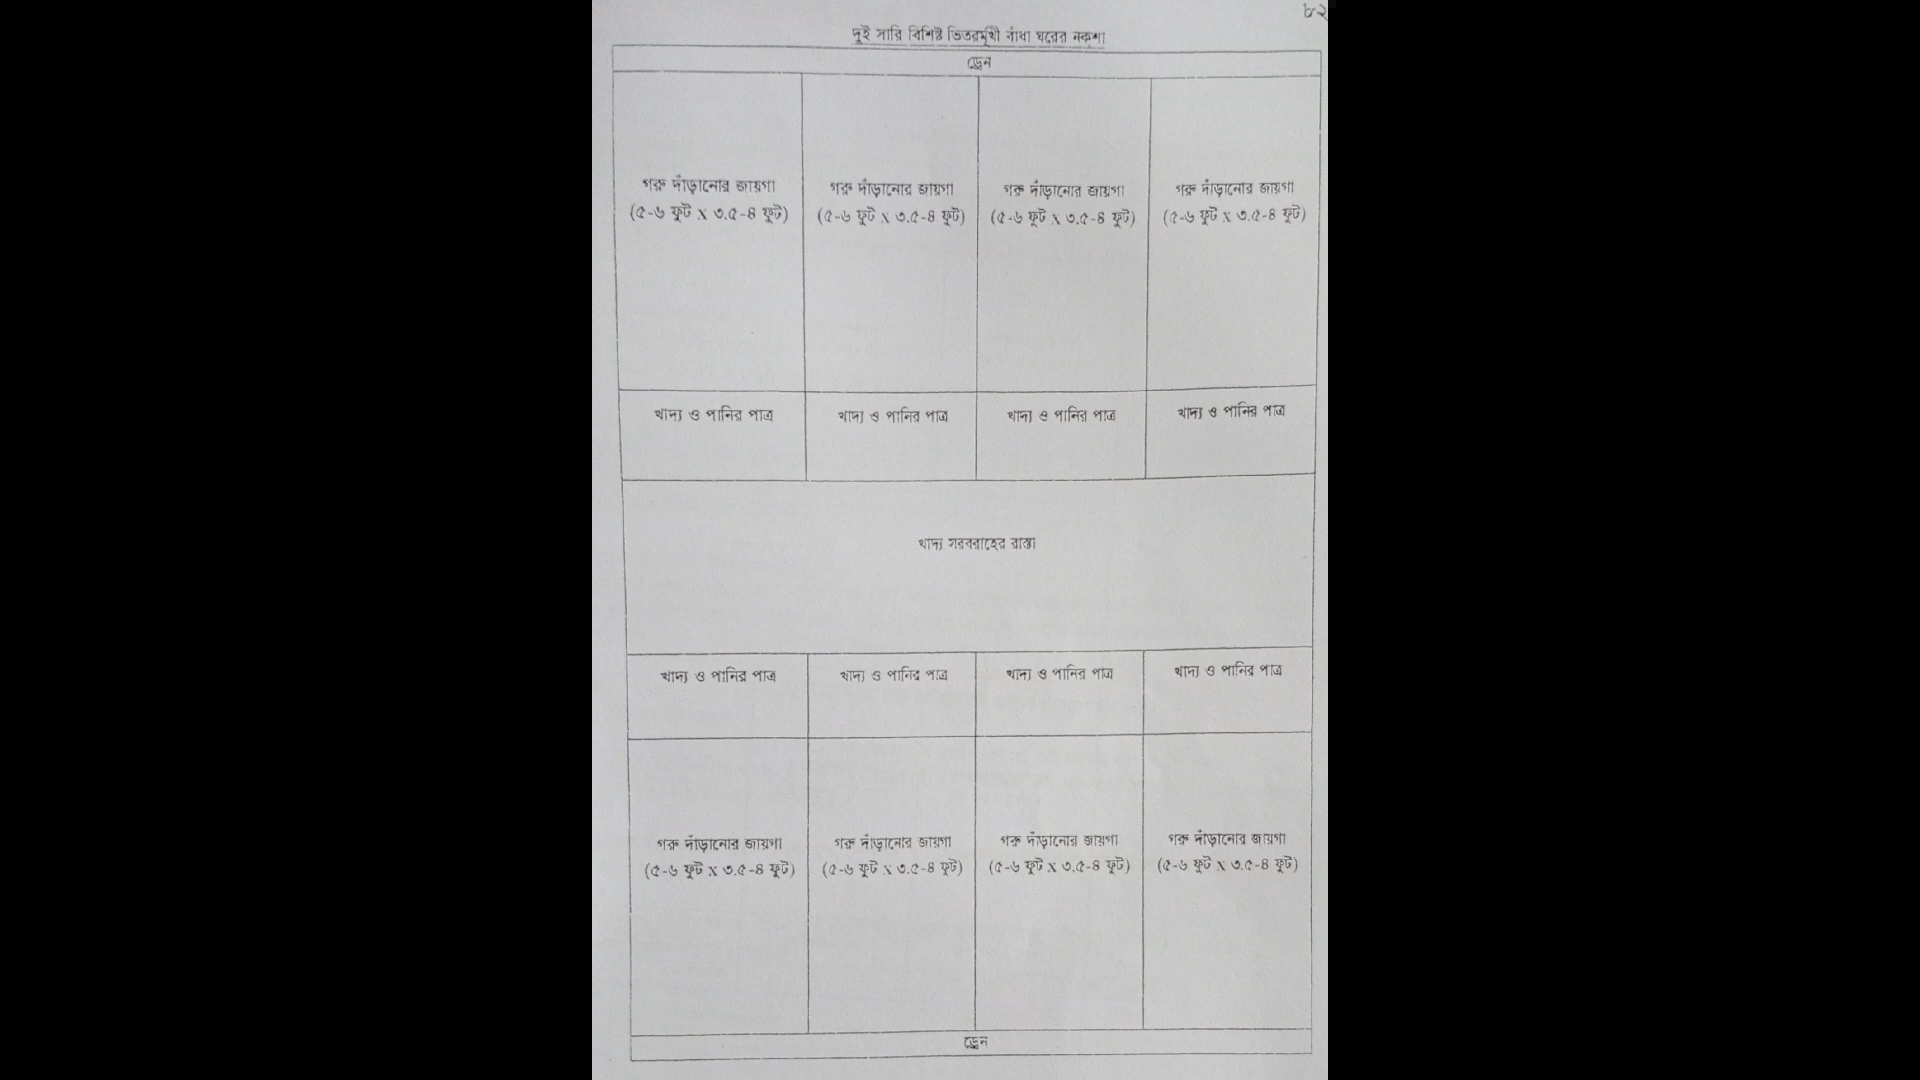 ৮২
দুই সারি বিশিষ্ট ভিতরমূখী বাঁধা ঘরের নকশা
ড্রেন
গরু দাঁড়ানোর জায়গা গরু দাঁড়ানোর জায়গা গরু দাঁড়ানোর জায়গা গরু দাঁড়ানোর জায়গা
(৫-৬ ফুট X ৩.৫-৪ ফুট) (৫-৬ ফুট X ৩.৫-৪ ফুট) (৫-৬ ফুট X ৩.৫-৪ ফুট) (৫-৬ ফুট X ৩.৫-৪ ফুট)
খাদ্য ও পানির পাত্র খাদ্য ও পানির পাত্র খাদ্য ও পানির পাত্র খাদ্য ও পানির পাত্র
খাদ্য সরবরাহের রাস্তা
খাদ্য ও পানির পাত্র খাদ্য ও পানির পাত্র খাদ্য ও পানির পাত্র খাদ্য ও পানির পাত্র
গরু দাঁড়ানোর জায়গা গরু দাঁড়ানোর জায়গা গরু দাঁড়ানোর জায়গা গরু দাঁড়ানোর জায়গা
(৫-৬ ফুট X ৩.৫-৪ ফুট) (৫-৬ ফুট X ৩.৫-৪ ফুট) (৫-৬ ফুট X ৩.৫-৪ ফুট) (৫-৬ ফুট X ৩.৫-৪ ফুট)
ড্রেন